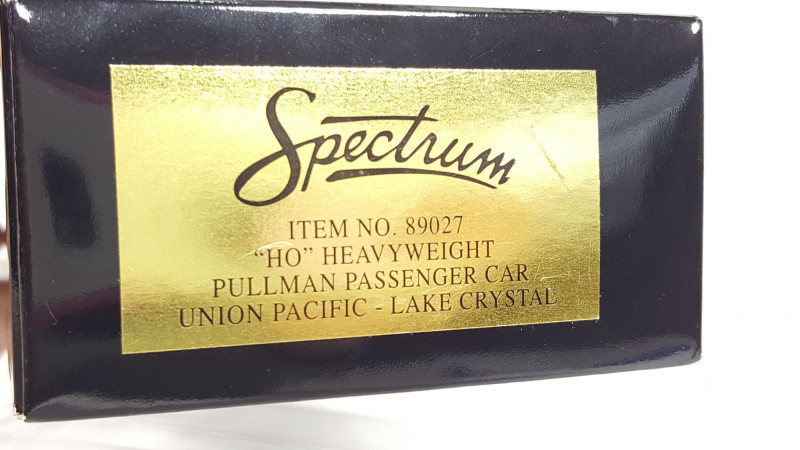 Spectrum
ITEM NO. 89027
“HO” HEAVYWEIGHT
PULLMAN PASSENGER CAR
UNION PACIFIC - LAKE CRYSTAL